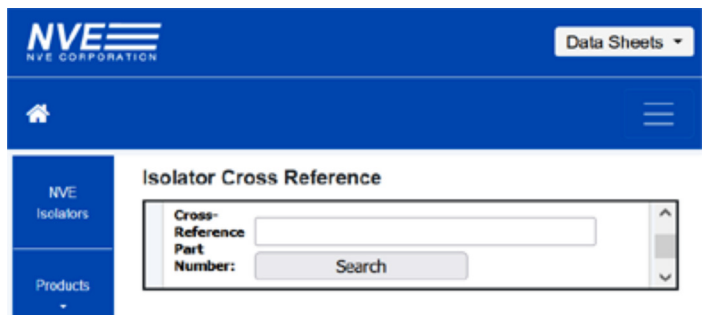 NVE
NVE CORPORATION
Data Sheets
NVE
Isolators
Products
Isolator Cross Reference
Cross-
Reference
Part
Number:
Search